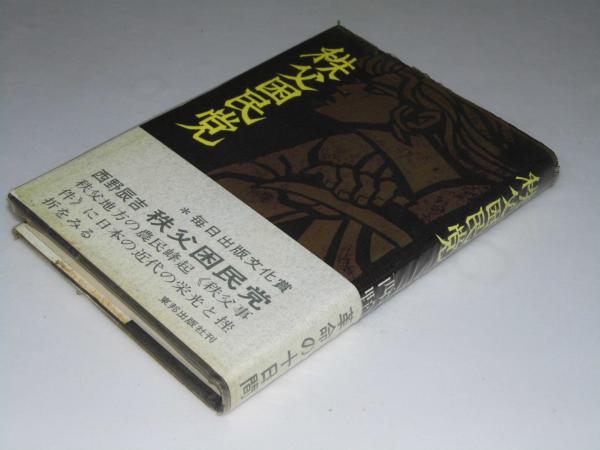 秩父困民党
＊毎日出版文化賞
秩父困民党
西野辰吉
秩父地方の農民蜂起《秩父事
件》に日本の近代の栄光と挫
折をみる
東邦出版社刊
秩父困民党
革命の十日間